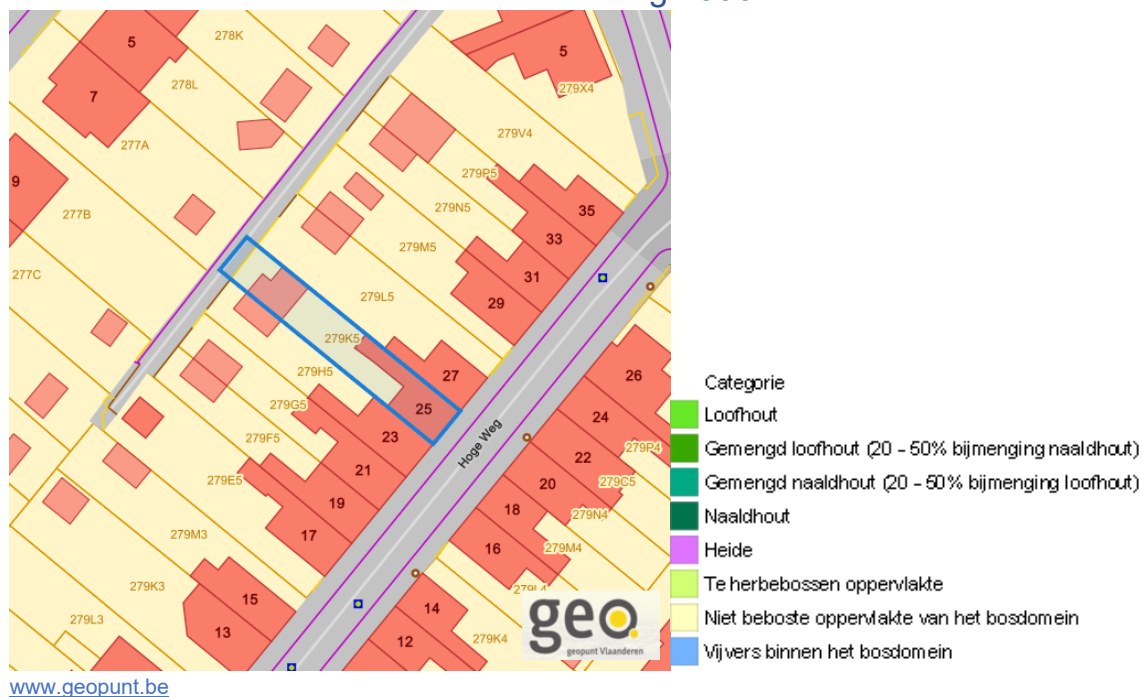 5
278K
7
278L
277A
9
277B
277C
5
279X4
279V4
279P5
279N5
35
33
279M5
31
29
279L5
279K5
27
25
279H5
279G5
23
279F5
21
279E5
19
17
Hoge Weg
26
24
279P4
22
279C5
20
18
279N4
16
279M4
279M3
279K3
15
13
279L3
14
12
279K4
geo
geopunt Vlaanderen
Categorie
Loofhout
Gemengd loofhout (20 - 50% bijmenging naaldhout)
Gemengd naaldhout (20 - 50% bijmenging loofhout)
Naaldhout
Heide
Te herbebossen oppervlakte
Niet beboste oppervlakte van het bosdomein
Vijvers binnen het bosdomein
www.geopunt.be